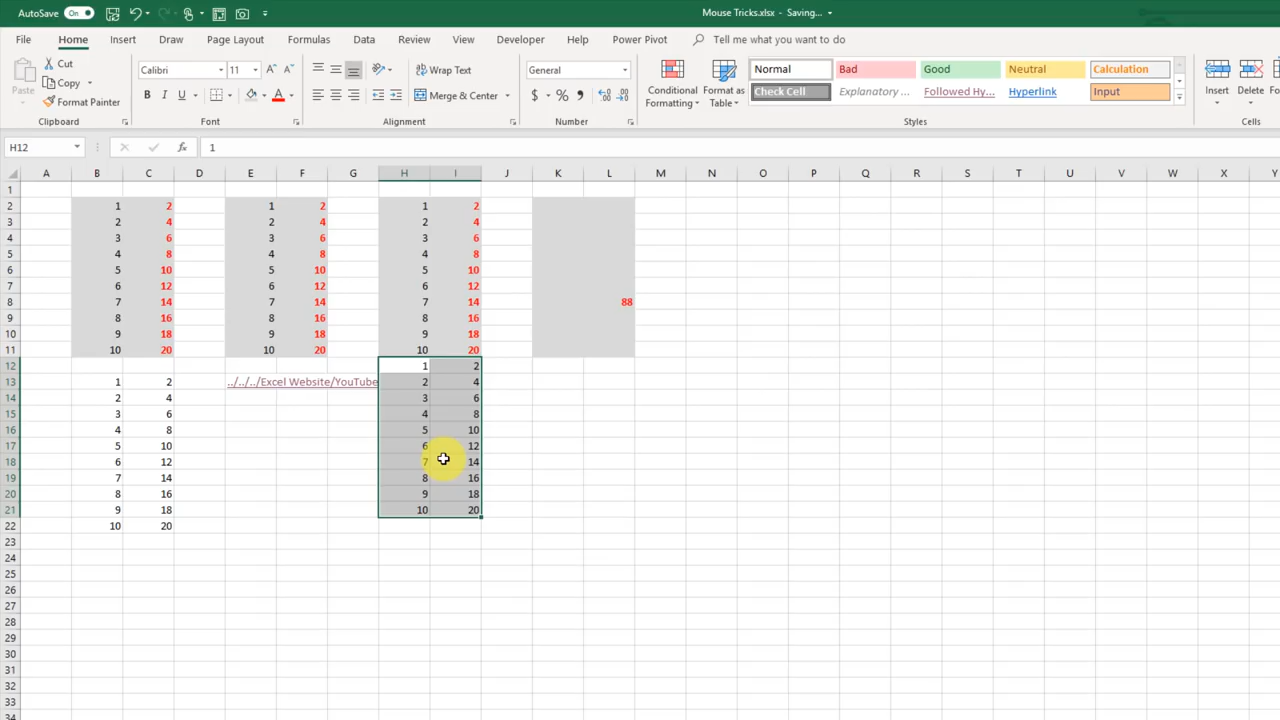 AutoSave On Mouse Tricks.xlsx - Saving...
File Home Insert Draw Page Layout Formulas Data Review View Developer Help Power Pivot Tell me what you want to do
Paste Cut Copy Format Painter Clipboard
Calibri 11 A A B I U A Font
Wrap Text Merge & Center Alignment
General $ % 9 Number
Conditional Formatting Format as Table
Normal Bad Good Neutral Calculation
Check Cell Explanatory ... Followed Hy... Hyperlink Input
Styles
Insert Delete Cells
H12 fx 1
A B C D E F G H I J K L M N O P Q R S T U V W X Y
1
2 1 2 1 2 1 2
3 2 4 2 4 2 4
4 3 6 3 6 3 6
5 4 8 4 8 4 8
6 5 10 5 10 5 10
7 6 12 6 12 6 12
8 7 14 7 14 7 14 88
9 8 16 8 16 8 16
10 9 18 9 18 9 18
11 10 20 10 20 10 20
12 1 2
13 1 2 ../../../Excel Website/YouTube 2 4
14 2 4 3 6
15 3 6 4 8
16 4 8 5 10
17 5 10 6 12
18 6 12 7 14
19 7 14 8 16
20 8 16 9 18
21 9 18 10 20
22 10 20
23
24
25
26
27
28
29
30
31
32
33